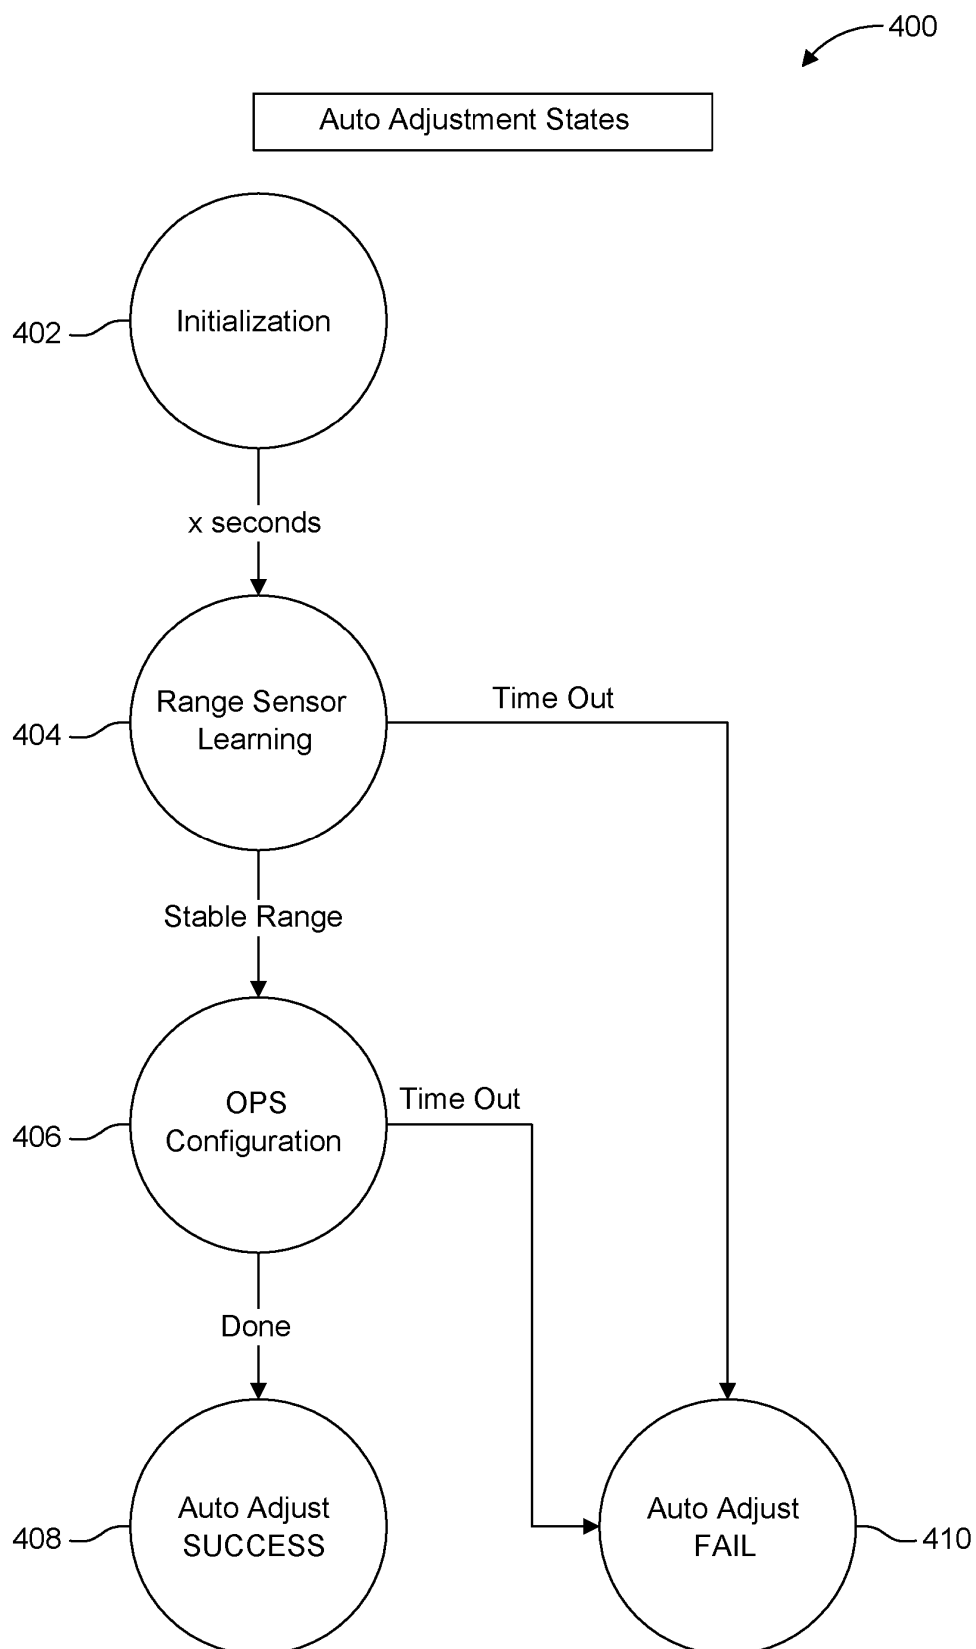 400
Auto Adjustment States
Initialization
402
x seconds
Range Sensor
Learning
Time Out
404
Stable Range
OPS
Configuration
Time Out
406
Done
Auto Adjust
SUCCESS
408
Auto Adjust
FAIL
410